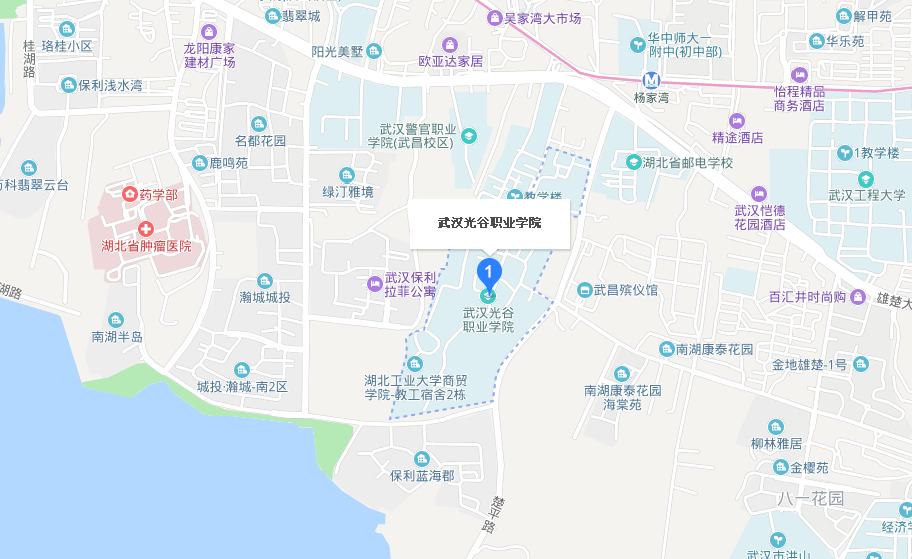 翡翠城
吴家湾大市场
解甲苑
珞桂小区
桂湖路
龙阳康家
建材广场
阳光美墅
欧亚达家居
华中师大一
附中(初中部)
华乐苑
保利浅水湾
杨家湾
怡程精品
商务酒店
武汉警官职业
学院(武昌校区)
名都花园
精途酒店
鹿鸣苑
湖北省邮电学校
1教学楼
万科翡翠云台
药学部
绿汀雅境
教学楼
武汉工程大学
武汉恺德
花园酒店
武汉光谷职业学院
湖北省肿瘤医院
1
瀚城城投
武汉保利
拉菲公寓
武昌殡仪馆
百汇井时尚购
雄楚大
湖路
武汉光谷
职业学院
南湖半岛
南湖康泰花园
金地雄楚-1号
城投-瀚城-南2区
湖北工业大学商贸
学院-教工宿舍2栋
南湖康泰花园
海棠苑
柳林雅居
保利蓝海郡
金樱苑
八一花园
楚平路
经济学
武汉市洪山